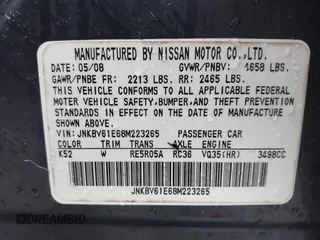 MANUFACTURED BY NISSAN MOTOR CO.,LTD.
DATE 05/08 GVWR/PNBV: 4658 LBS.
GAWR/PNBE FR: 2213 LBS. RR: 2465 LBS.
THIS VEHICLE CONFORMS TO ALL APPLICABLE
FEDERAL MOTOR VEHICLE SAFETY,BUMPER,AND THEFT
PREVENTION STANDARDS IN EFFECT ON THE DATE OF MANUFACTURE
SHOWN ABOVE.
VIN: JNKBV61E68M223265 PASSENGER CAR
COLOR TRIM TRANS AXLE ENGINE
K52 W RE5R05A RC36 VQ35(HR) 3498CC
JNKBV61E68M223265
EPREAMBID